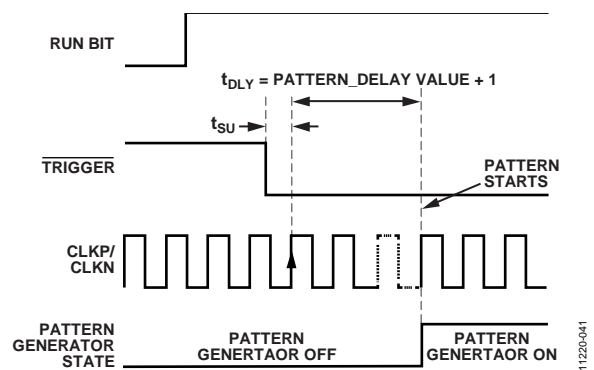 RUN BIT
tDLY = PATTERN_DELAY VALUE + 1
tSU
TRIGGER
PATTERN
STARTS
CLKP/
CLKN
PATTERN
GENERATOR
STATE
PATTERN
GENERTAOR OFF
PATTERN
GENERTAOR ON
11220-041